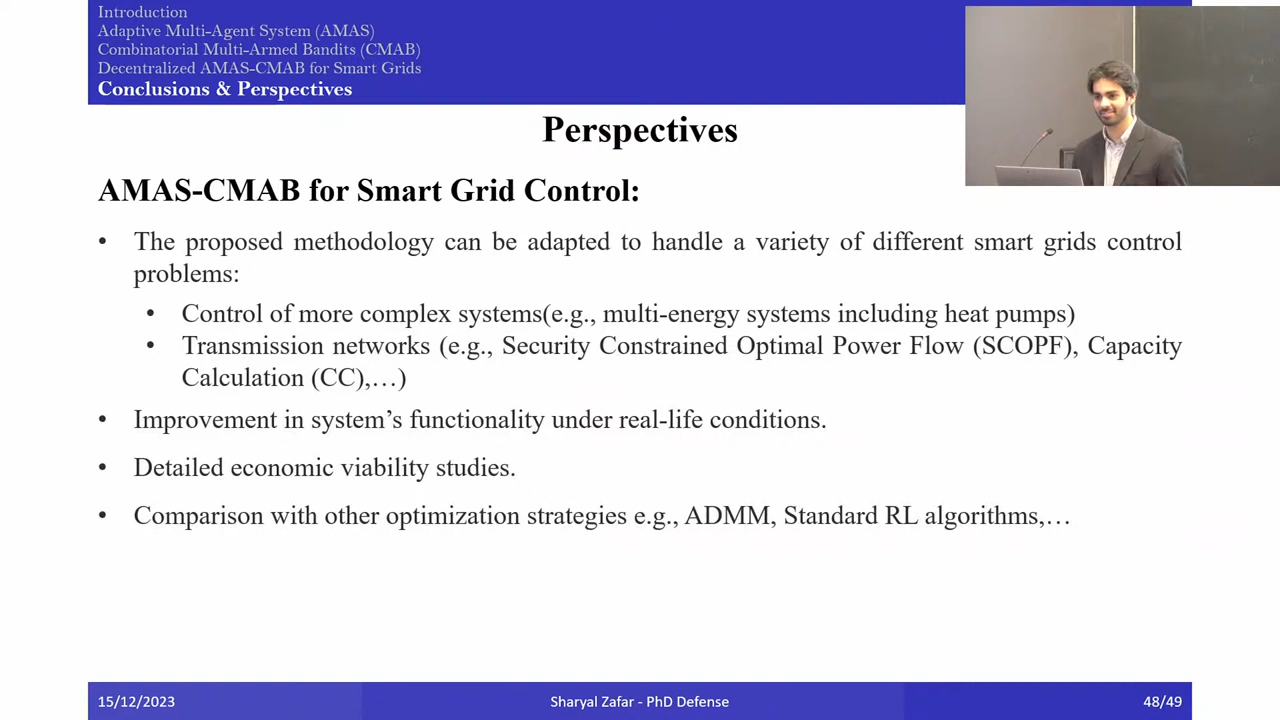 Introduction
Adaptive Multi-Agent System (AMAS)
Combinatorial Multi-Armed Bandits (CMAB)
Decentralized AMAS-CMAB for Smart Grids
Conclusions & Perspectives
Perspectives
AMAS-CMAB for Smart Grid Control:
• The proposed methodology can be adapted to handle a variety of different smart grids control
problems:
• Control of more complex systems(e.g., multi-energy systems including heat pumps)
• Transmission networks (e.g., Security Constrained Optimal Power Flow (SCOPF), Capacity
Calculation (CC),…)
• Improvement in system’s functionality under real-life conditions.
• Detailed economic viability studies.
• Comparison with other optimization strategies e.g., ADMM, Standard RL algorithms,…
15/12/2023
Sharyal Zafar - PhD Defense
48/49